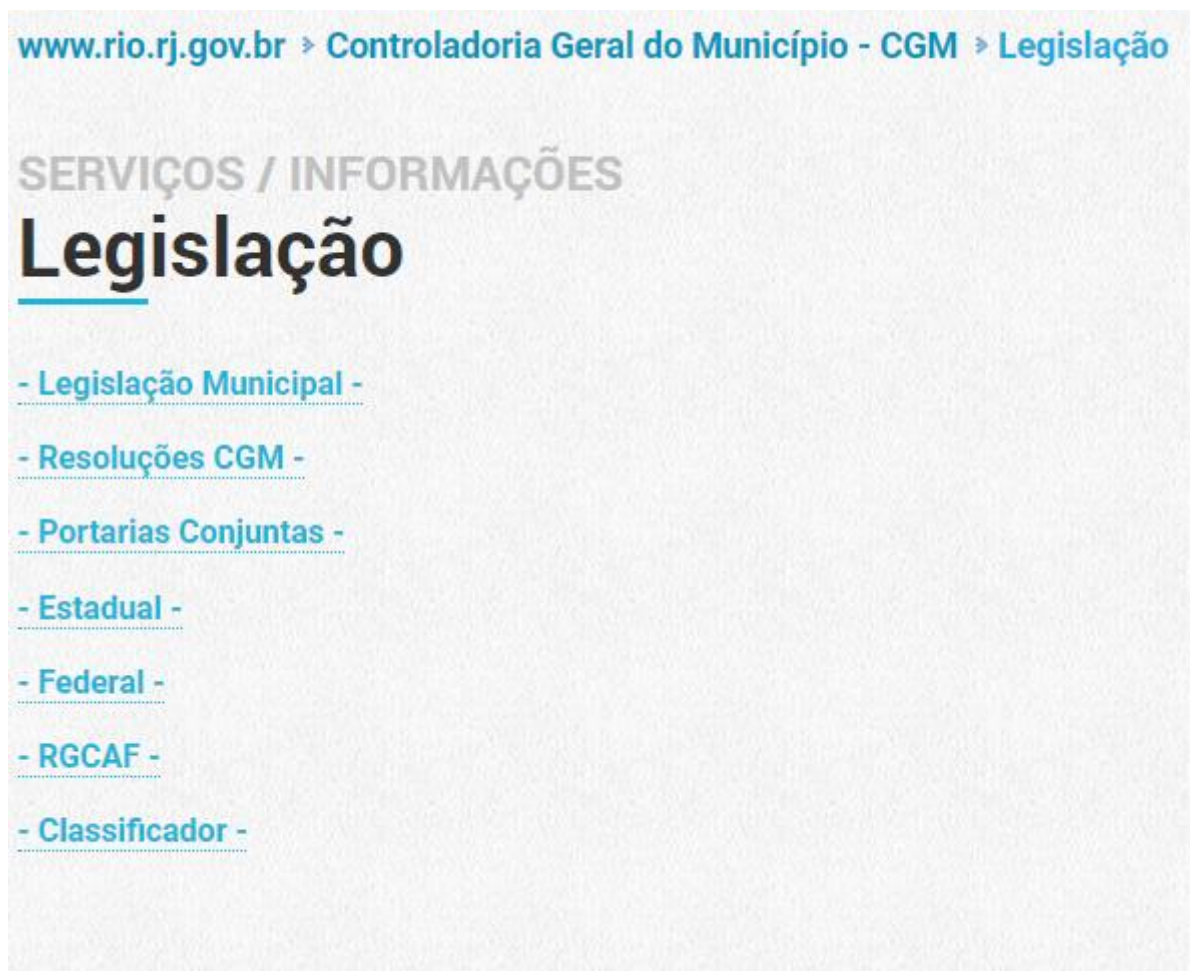 www.rio.rj.gov.br > Controladoria Geral do Município - CGM > Legislação
SERVIÇOS / INFORMAÇÕES
Legislação
- Legislação Municipal -
- Resoluções CGM -
- Portarias Conjuntas -
- Estadual -
- Federal -
- RGCAF -
- Classificador -